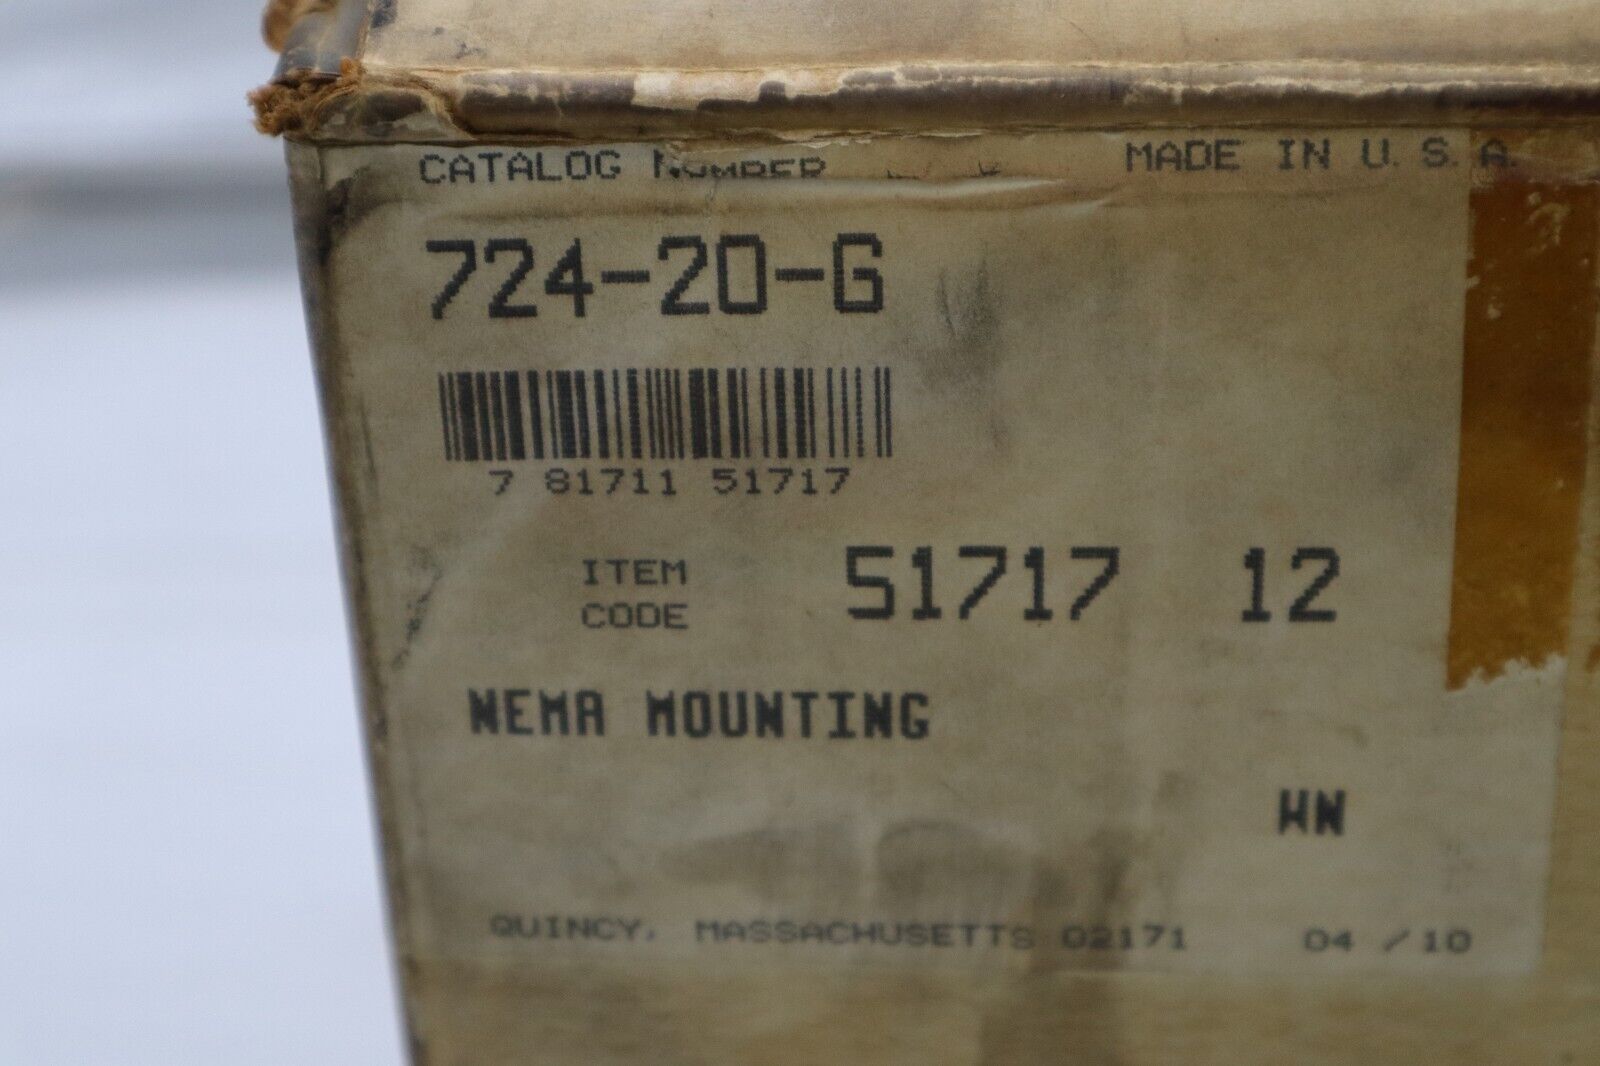 CATALOG NUMBER MADE IN U.S.A.
724-20-G
7 81711 51717
ITEM
CODE 51717 12
NEMA MOUNTING
WN
QUINCY, MASSACHUSETTS 02171 04 / 10